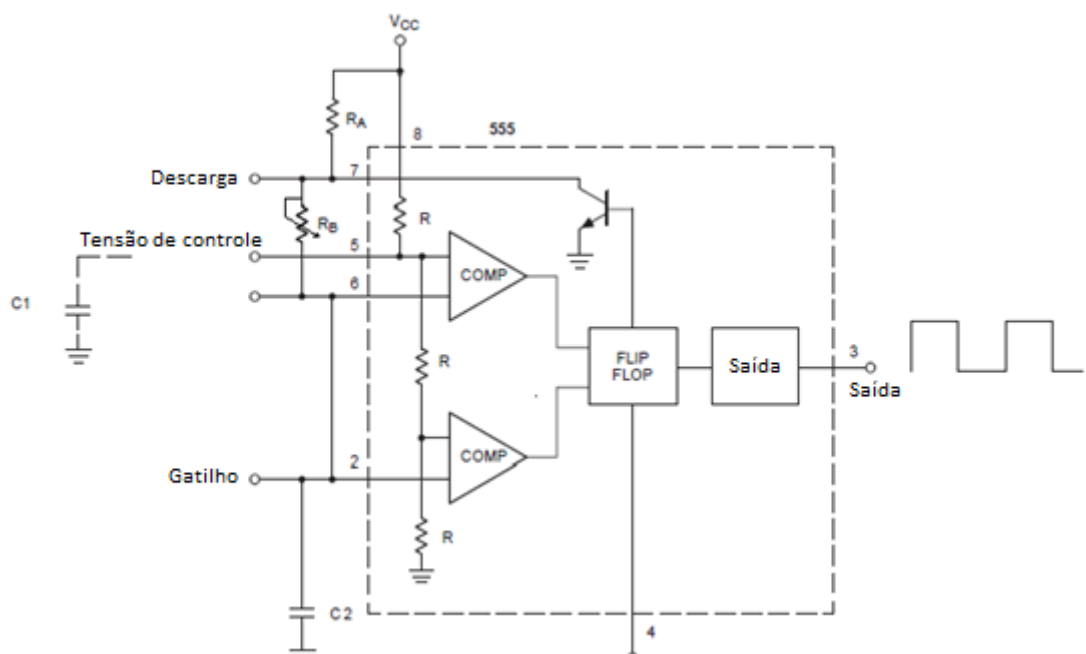 VCC
RA
8
555
Descarga
7
RB
R
Tensão de controle
5
COMP
C1
6
R
FLIP
FLOP
Saída
3
Saída
COMP
Gatilho
2
R
C2
4